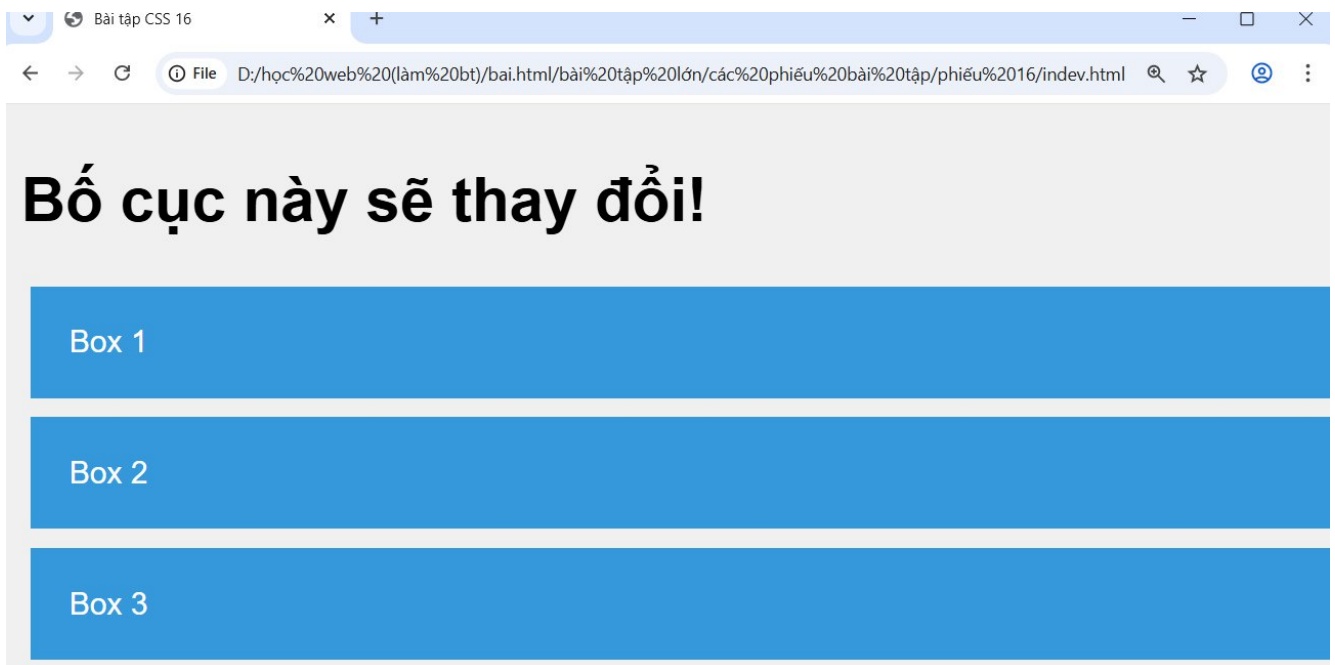 Bài tập CSS 16
File D:/học%20web%20(làm%20bt)/bai.html/bài%20tập%20lớn/các%20phiếu%20bài%20tập/phiếu%2016/indev.html
Bố cục này sẽ thay đổi!
Box 1
Box 2
Box 3